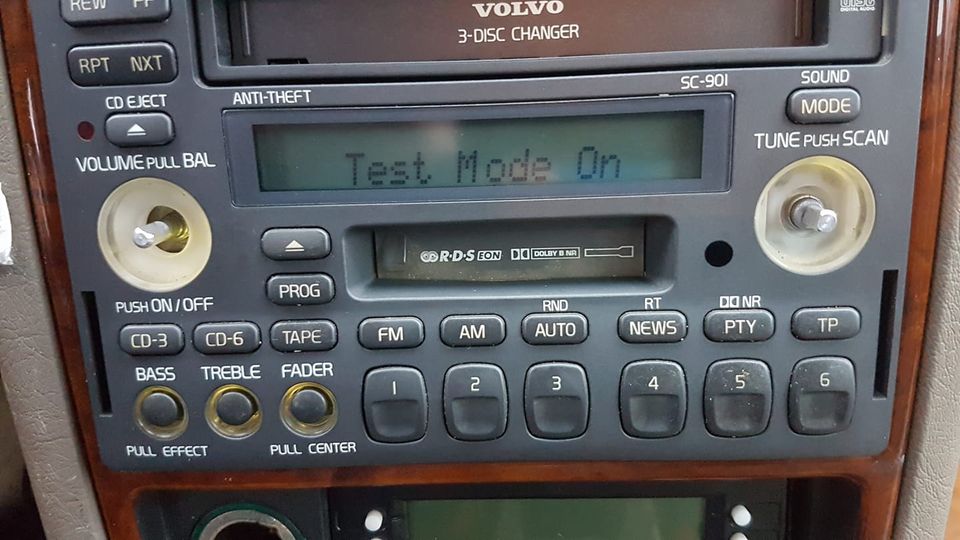 REW FF
VOLVO
3-DISC CHANGER
DIGITAL AUDIO
RPT NXT
CD EJECT
ANTI-THEFT
SC-901
SOUND
MODE
VOLUME PULL BAL
TUNE PUSH SCAN
Test Mode On
R·D·S EON DOLBY B NR
PROG
PUSH ON/OFF
RND
RT
NR
CD-3 CD-6 TAPE FM AM AUTO NEWS PTY TP
BASS TREBLE FADER
1 2 3 4 5 6
PULL EFFECT
PULL CENTER